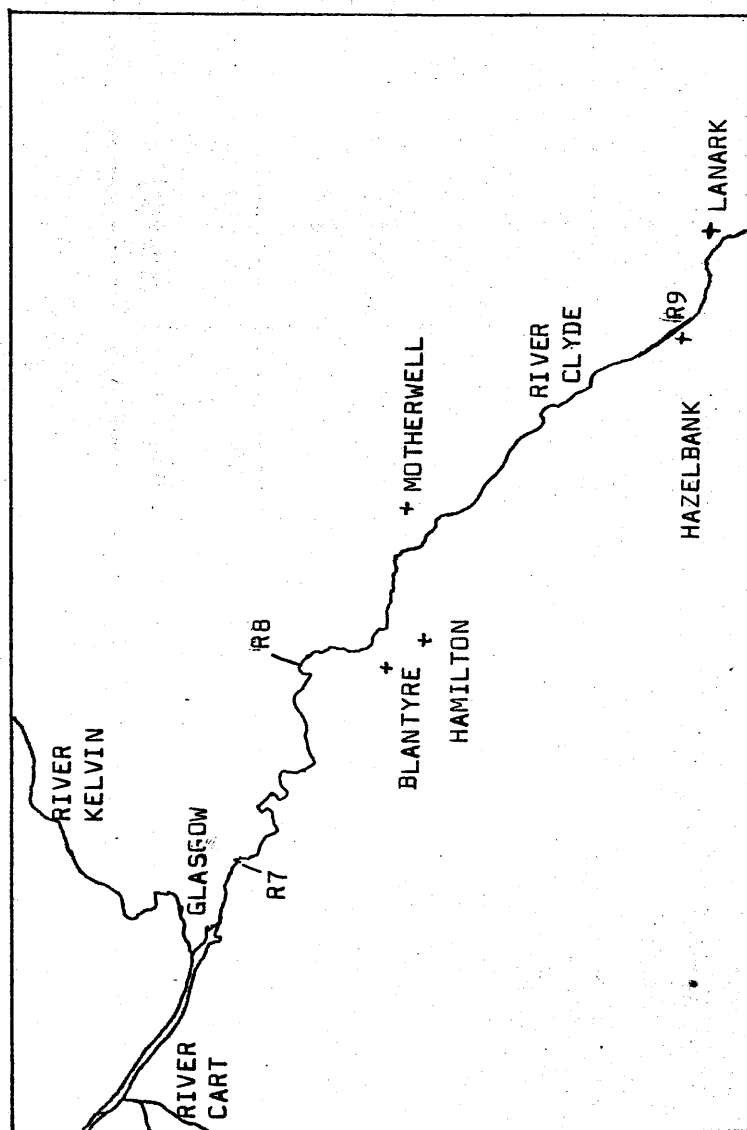 RIVER
KELVIN
GLASGOW
RIVER
CART
R7
R8
BLANTYRE
HAMILTON
MOTHERWELL
RIVER
CLYDE
HAZELBANK
R9
LANARK